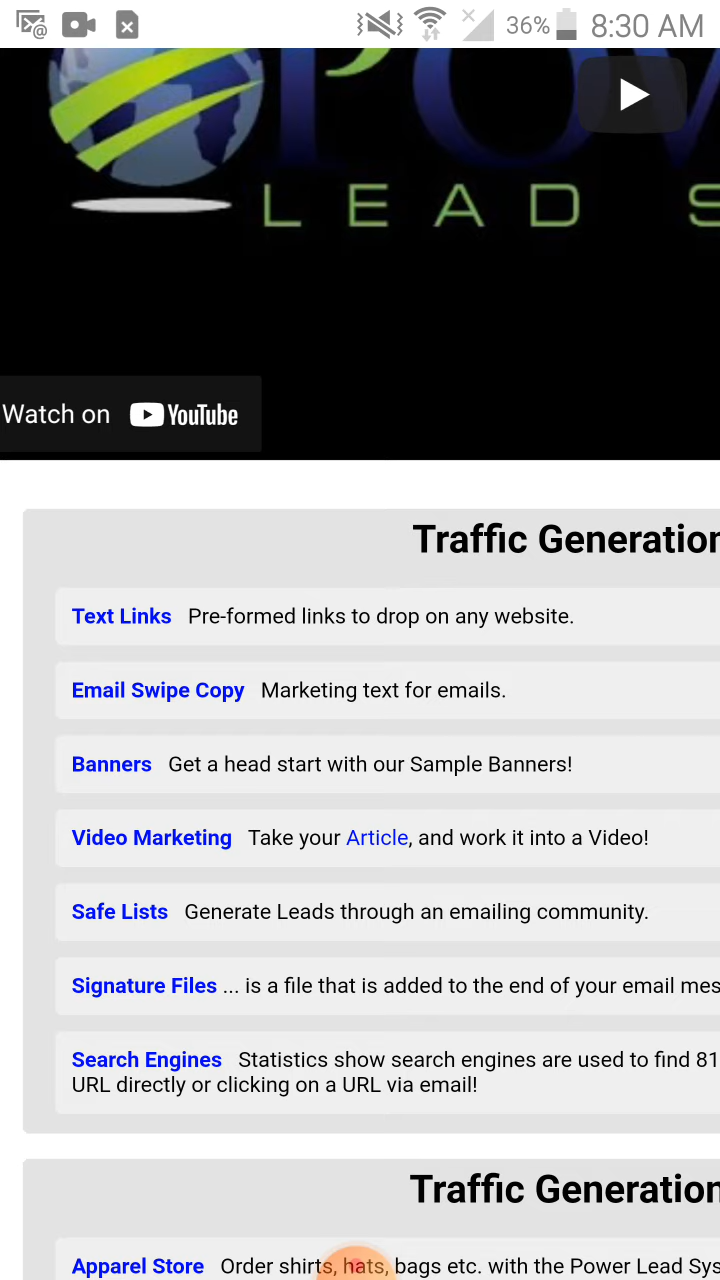 36% 8:30 AM
POW
LEAD S
Watch on YouTube
Traffic Generation
Text Links Pre-formed links to drop on any website.
Email Swipe Copy Marketing text for emails.
Banners Get a head start with our Sample Banners!
Video Marketing Take your Article, and work it into a Video!
Safe Lists Generate Leads through an emailing community.
Signature Files ... is a file that is added to the end of your email mes
Search Engines Statistics show search engines are used to find 81
URL directly or clicking on a URL via email!
Traffic Generation
Apparel Store Order shirts, hats, bags etc. with the Power Lead Sys